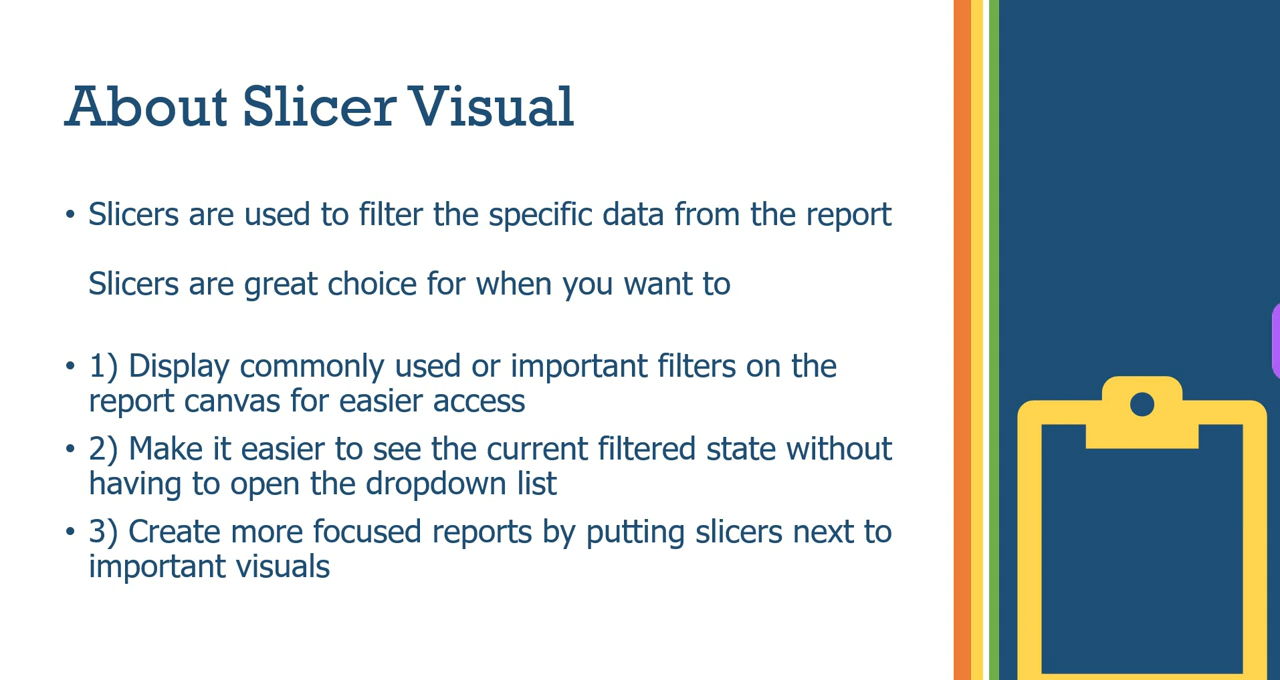 About Slicer Visual
• Slicers are used to filter the specific data from the report
Slicers are great choice for when you want to
• 1) Display commonly used or important filters on the
report canvas for easier access
• 2) Make it easier to see the current filtered state without
having to open the dropdown list
• 3) Create more focused reports by putting slicers next to
important visuals